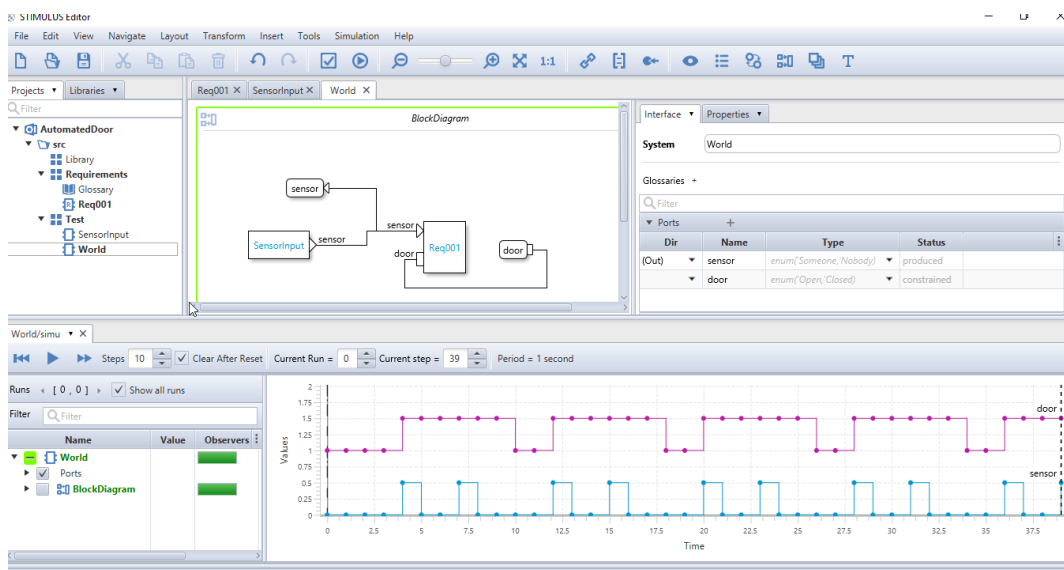 STIMULUS Editor
File Edit View Navigate Layout Transform Insert Tools Simulation Help
1:1 T
Projects Libraries
Filter
AutomatedDoor
src
Library
Requirements
Glossary
Req001
Test
SensorInput
World
Req001 SensorInput World
BlockDiagram
sensor
sensor
SensorInput sensor
door Req001
door
Interface Properties
System World
Glossaries +
Filter
Ports +
Dir Name Type Status
(Out) sensor enum('Someone,'Nobody) produced
door enum('Open,'Closed) constrained
World/simu
Steps 10 Clear After Reset Current Run = 0 Current step = 39 Period = 1 second
Runs [ 0 , 0 ] Show all runs
Filter Filter
Name Value Observers
World
Ports
BlockDiagram
Values
2
1.75
1.5
1.25
1
0.75
0.5
0.25
0
door
sensor
0 2.5 5 7.5 10 12.5 15 17.5 20 22.5 25 27.5 30 32.5 35 37.5
Time